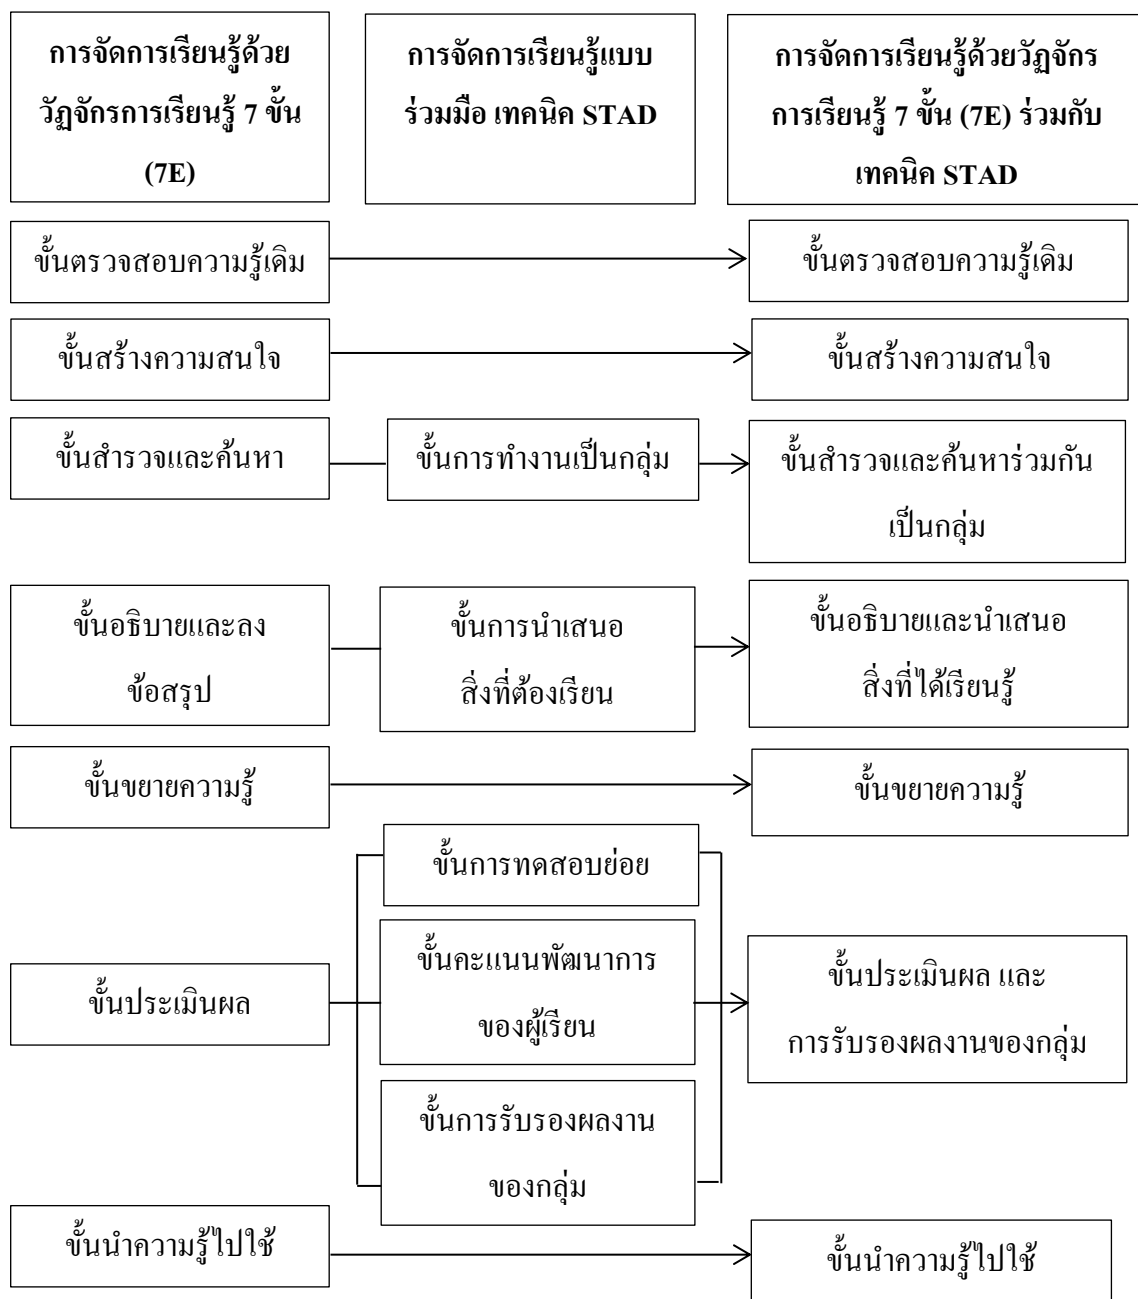 การจัดการเรียนรู้ด้วย
วัฏจักรการเรียนรู้ 7 ขั้น
(7E)
การจัดการเรียนรู้แบบ
ร่วมมือ เทคนิค STAD
การจัดการเรียนรู้ด้วยวัฏจักร
การเรียนรู้ 7 ขั้น (7E) ร่วมกับ
เทคนิค STAD
ขั้นตรวจสอบความรู้เดิม
ขั้นตรวจสอบความรู้เดิม
ขั้นสร้างความสนใจ
ขั้นสร้างความสนใจ
ขั้นสำรวจและค้นหา
ขั้นการทำงานเป็นกลุ่ม
ขั้นสำรวจและค้นหาร่วมกัน
เป็นกลุ่ม
ขั้นอธิบายและลง
ข้อสรุป
ขั้นการนำเสนอ
สิ่งที่ต้องเรียน
ขั้นอธิบายและนำเสนอ
สิ่งที่ได้เรียนรู้
ขั้นขยายความรู้
ขั้นขยายความรู้
ขั้นการทดสอบย่อย
ขั้นประเมินผล
ขั้นคะแนนพัฒนาการ
ของผู้เรียน
ขั้นประเมินผล และ
การรับรองผลงานของกลุ่ม
ขั้นการรับรองผลงาน
ของกลุ่ม
ขั้นนำความรู้ไปใช้
ขั้นนำความรู้ไปใช้